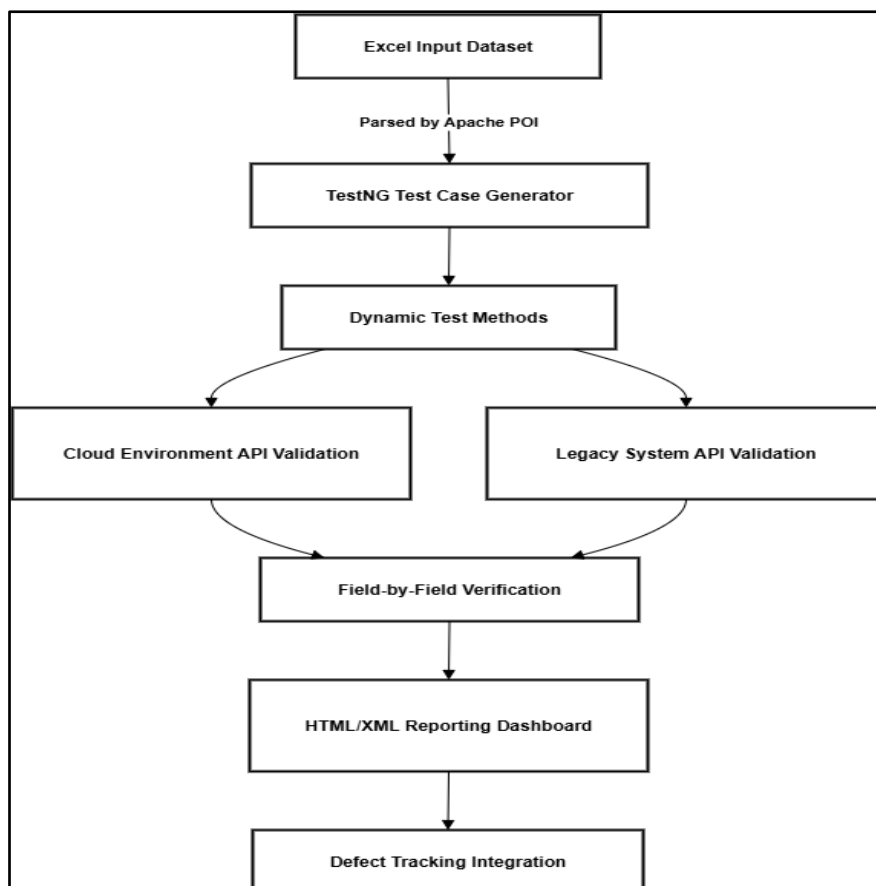 Excel Input Dataset
Parsed by Apache POI
TestNG Test Case Generator
Dynamic Test Methods
Cloud Environment API Validation
Legacy System API Validation
Field-by-Field Verification
HTML/XML Reporting Dashboard
Defect Tracking Integration